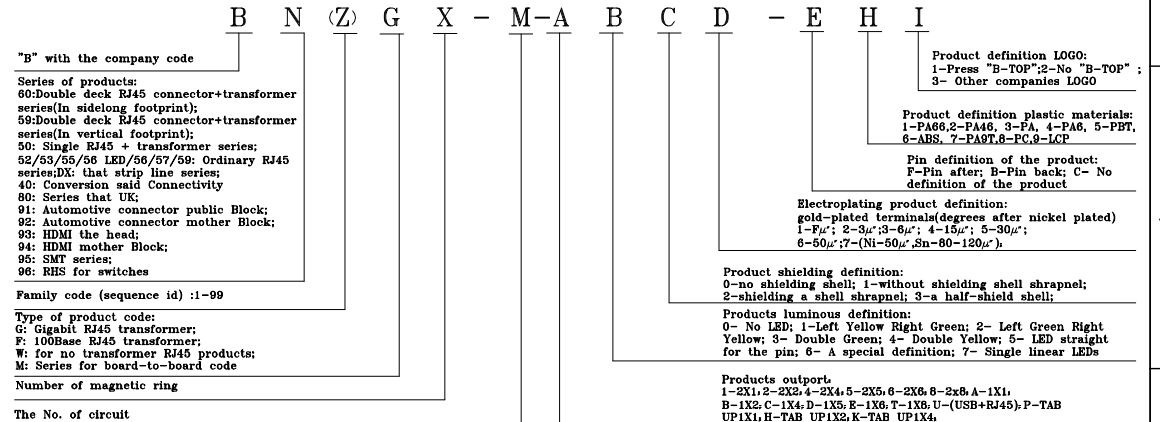 B N (Z) G X - M-A B C D - E H I
"B" with the company code
Series of products:
60:Double deck RJ45 connector+transformer
series(In sidelong footprint);
59:Double deck RJ45 connector+transformer
series(In vertical footprint);
50: Single RJ45 + transformer series;
52/53/55/56 LED/56/57/59: Ordinary RJ45
series;DX: that strip line series;
40: Conversion said Connectivity
80: Series that UK;
91: Automotive connector public Block;
92: Automotive connector mother Block;
93: HDMI the head;
94: HDMI mother Block;
95: SMT series;
96: RHS for switches
Family code (sequence id) :1-99
Type of product code:
G: Gigabit RJ45 transformer;
F: 100Base RJ45 transformer;
W: for no transformer RJ45 products;
M: Series for board-to-board code
Number of magnetic ring
The No. of circuit
Product definition LOGO:
1-Press "B-TOP";2-No "B-TOP" ;
3- Other companies LOGO
Product definition plastic materials:
1-PA66,2-PA46, 3-PA, 4-PA6, 5-PBT,
6-ABS, 7-PA9T,8-PC,9-LCP
Pin definition of the product:
F-Pin after; B-Pin back; C- No
definition of the product
Electroplating product definition:
gold-plated terminals(degrees after nickel plated)
1-Fμ"; 2-3μ";3-6μ"; 4-15μ"; 5-30μ";
6-50μ";7-(Ni-50μ",Sn-80-120μ");
Product shielding definition:
0-no shielding shell; 1-without shielding shell shrapnel;
2-shielding a shell shrapnel; 3-a half-shield shell;
Products luminous definition:
0- No LED; 1-Left Yellow Right Green; 2- Left Green Right
Yellow; 3- Double Green; 4- Double Yellow; 5- LED straight
for the pin; 6- A special definition; 7- Single linear LEDs
Products outport.
1-2X1, 2-2X2, 4-2X4, 5-2X5, 6-2X6, 8-2x8, A-1X1,
B-1X2, C-1X4, D-1X5, E-1X6, T-1X8, U-(USB+RJ45), P-TAB
UP1X1, H-TAB UP1X2, K-TAB UP1X4,